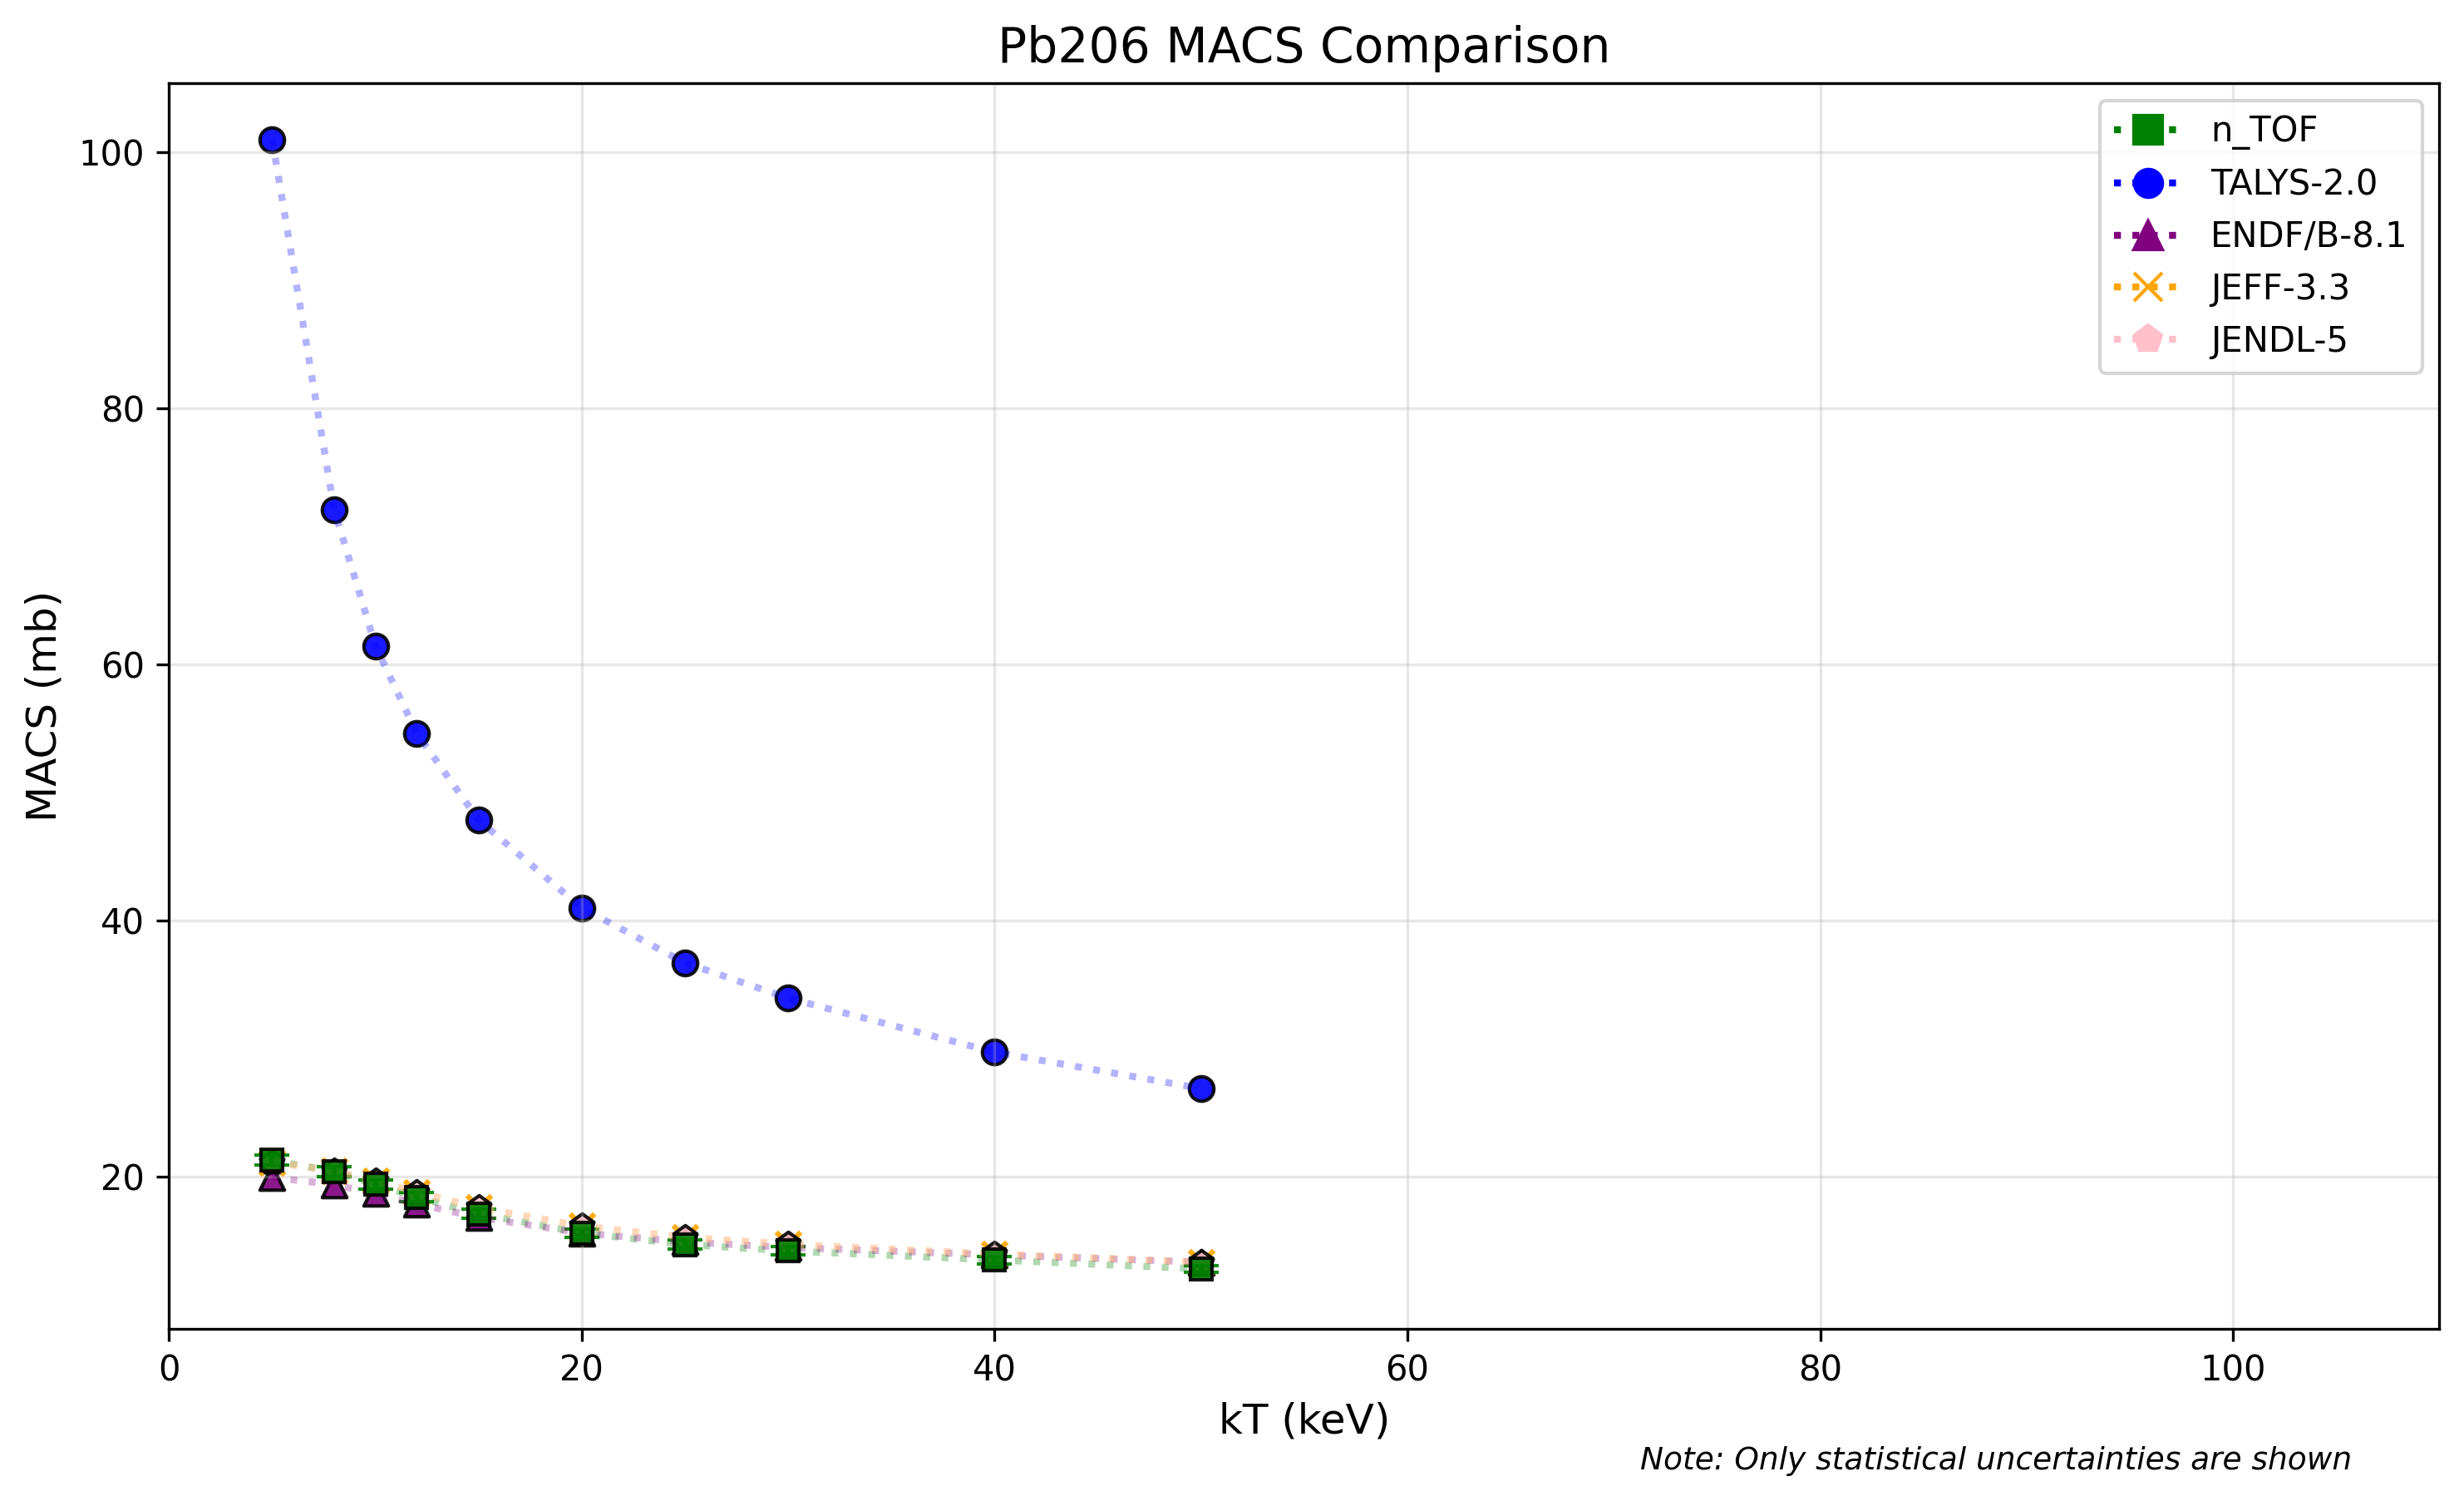 Pb206 MACS Comparison
n_TOF
TALYS-2.0
ENDF/B-8.1
JEFF-3.3
JENDL-5
MACS (mb)
100
80
60
40
20
0 20 40 60 80 100
kT (keV)
Note: Only statistical uncertainties are shown